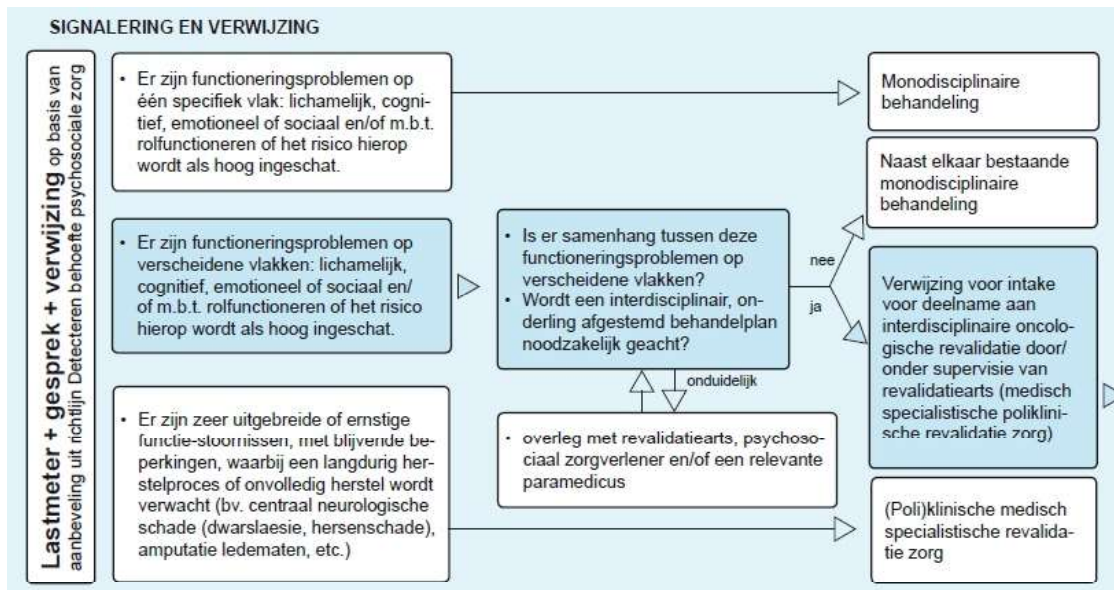 SIGNALERING EN VERWIJZING
Lastmeter + gesprek + verwijzing op basis van
aanbeveling uit richtlijn Detecteren behoefte psychosociale zorg
• Er zijn functioneringsproblemen op
één specifiek vlak: lichamelijk, cogni-
tief, emotioneel of sociaal en/of m.b.t.
rolfunctioneren of het risico hierop
wordt als hoog ingeschat.
Monodisciplinaire
behandeling
Naast elkaar bestaande
monodisciplinaire
behandeling
• Er zijn functioneringsproblemen op
verscheidene vlakken: lichamelijk,
cognitief, emotioneel of sociaal en/
of m.b.t. rolfunctioneren of het risico
hierop wordt als hoog ingeschat.
• Is er samenhang tussen deze
functioneringsproblemen op
verscheidene vlakken?
• Wordt een interdisciplinair, on-
derling afgestemd behandelplan
noodzakelijk geacht?
nee
ja
Verwijzing voor intake
voor deelname aan
interdisciplinaire oncolo-
gische revalidatie door/
onder supervisie van
revalidatiearts (medisch
specialistische poliklini-
sche revalidatie zorg)
onduidelijk
• overleg met revalidatiearts, psychoso-
ciaal zorgverlener en/of een relevante
paramedicus
• Er zijn zeer uitgebreide of ernstige
functie-stoornissen, met blijvende be-
perkingen, waarbij een langdurig her-
stelproces of onvolledig herstel wordt
verwacht (bv. centraal neurologische
schade (dwarslaesie, hersenschade),
amputatie ledematen, etc.)
(Poli)klinische medisch
specialistische revalida-
tie zorg